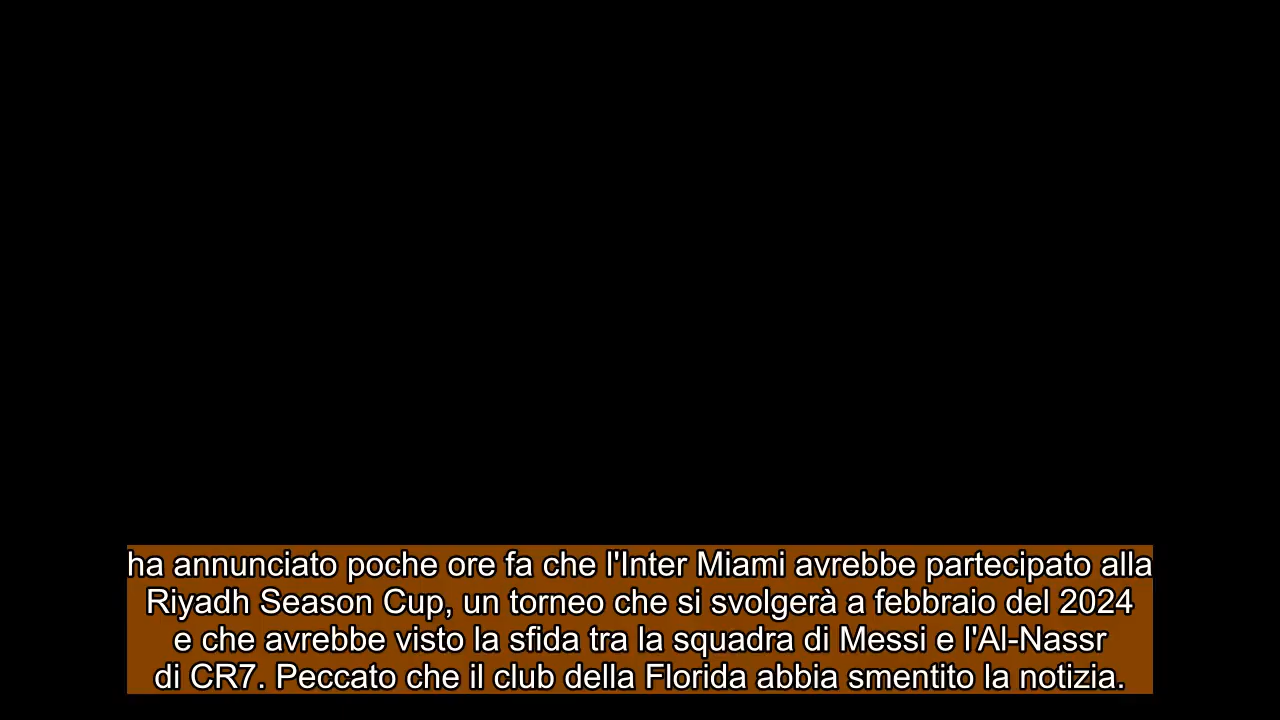 ha annunciato poche ore fa che l'Inter Miami avrebbe partecipato alla
Riyadh Season Cup, un torneo che si svolgerà a febbraio del 2024
e che avrebbe visto la sfida tra la squadra di Messi e l'Al-Nassr
di CR7. Peccato che il club della Florida abbia smentito la notizia.